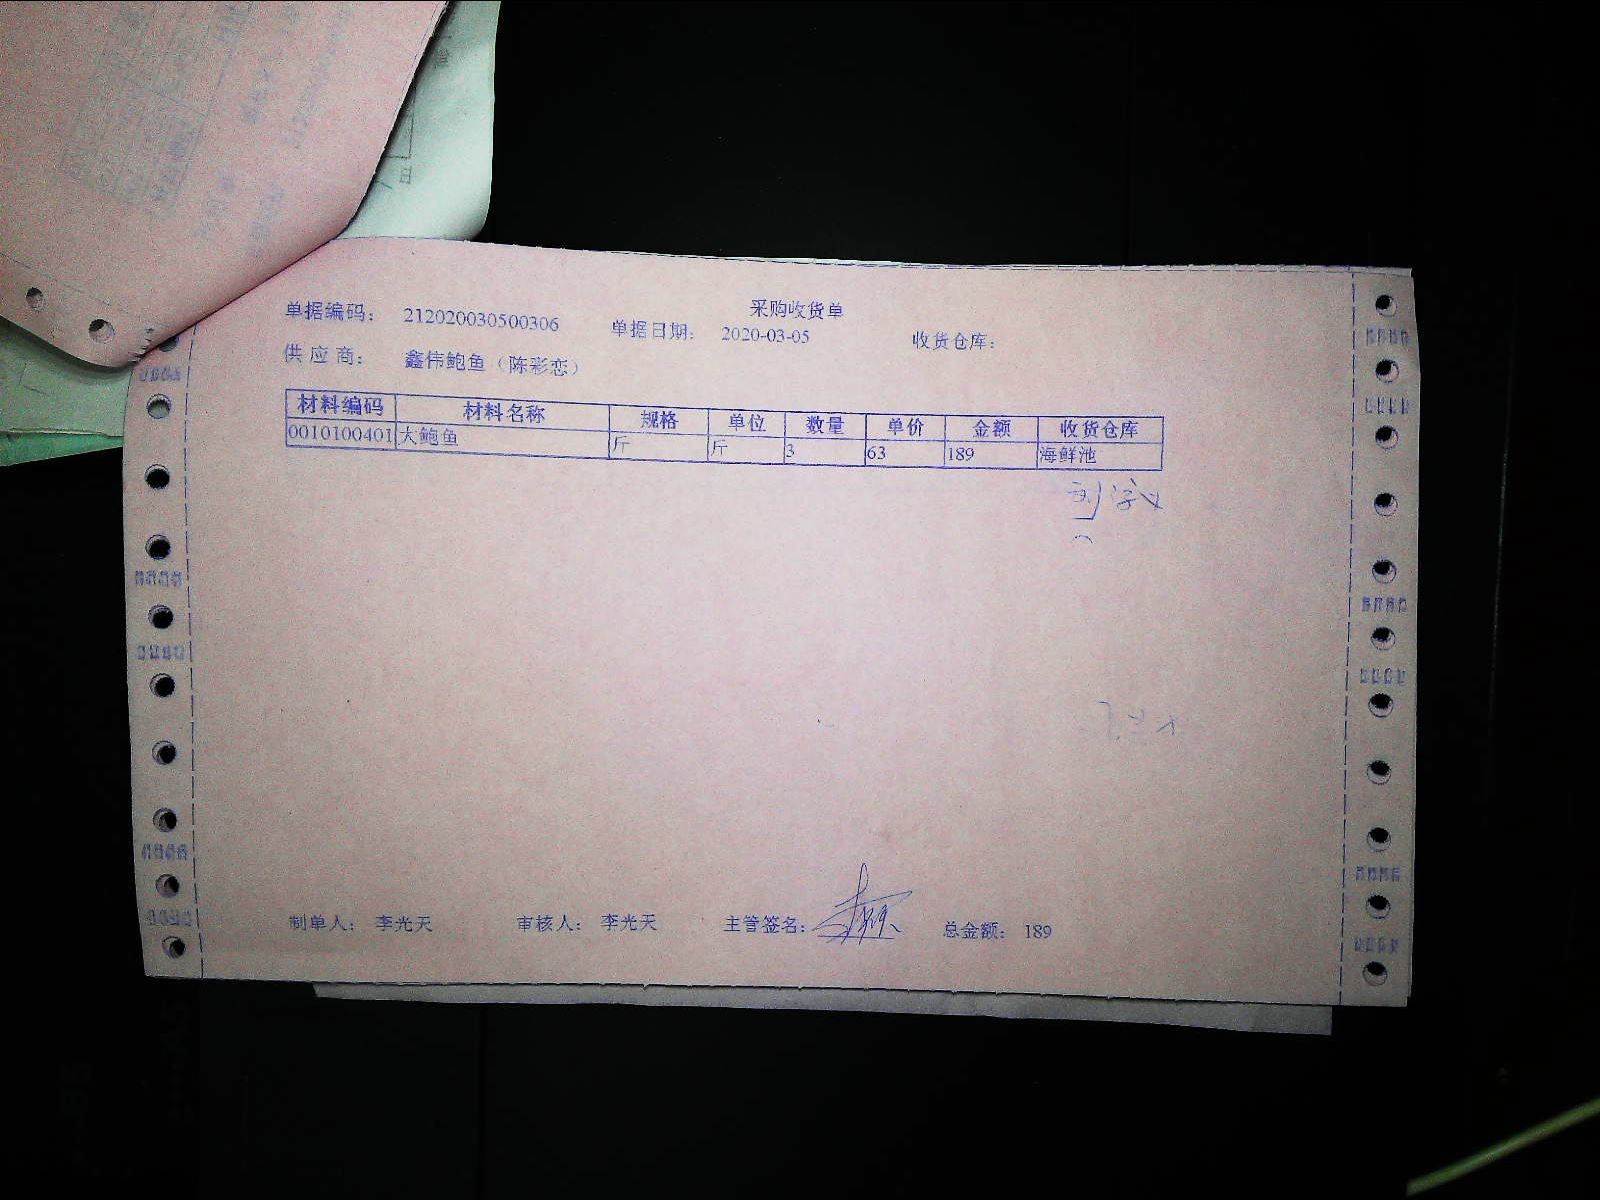 采购收货单
单据编码： 212020030500306 单据日期： 2020-03-05 收货仓库：
供 应 商： 鑫伟鲍鱼（陈彩恋）
材料编码 材料名称 规格 单位 数量 单价 金额 收货仓库
0010100401 大鲍鱼 斤 斤 3 63 189 海鲜池
制单人： 李光天 审核人： 李光天 主管签名： 总金额： 189